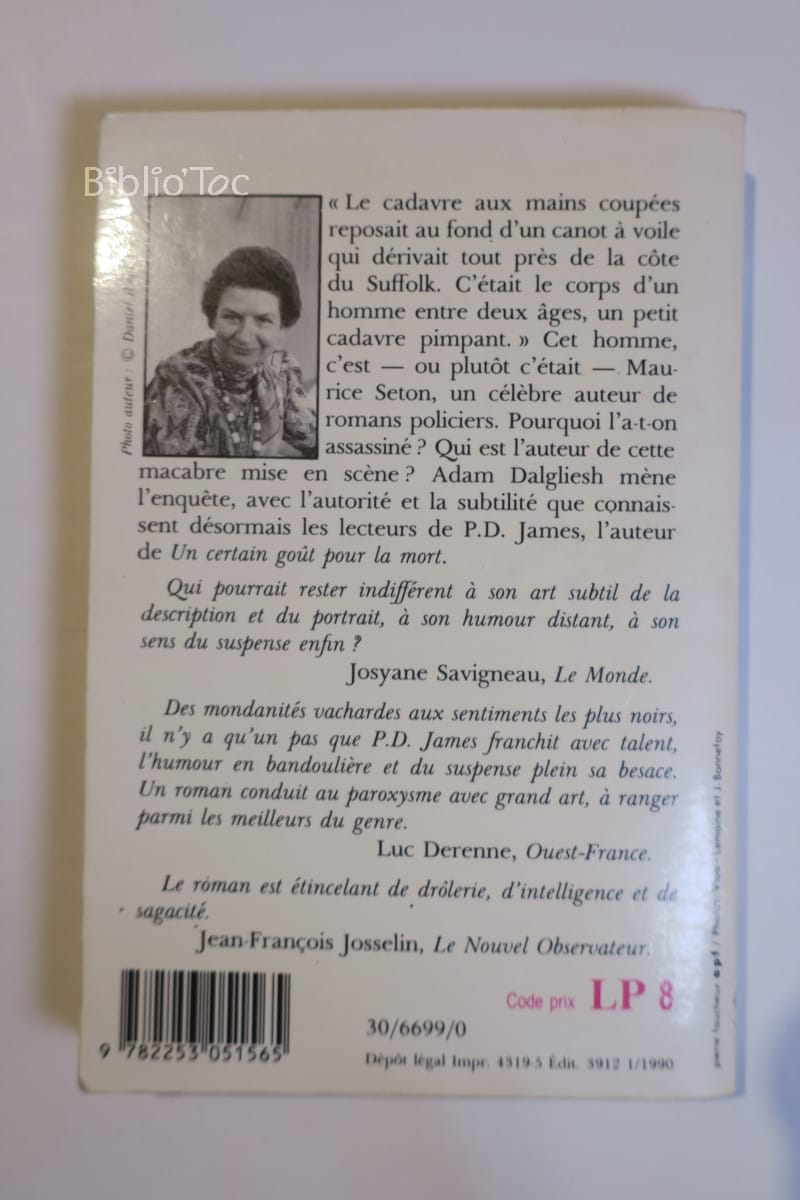 Biblio'Toc
« Le cadavre aux mains coupées
reposait au fond d'un canot à voile
qui dérivait tout près de la côte
du Suffolk. C'était le corps d'un
homme entre deux âges, un petit
cadavre pimpant. » Cet homme,
c'est — ou plutôt c'était — Mau-
rice Seton, un célèbre auteur de
romans policiers. Pourquoi l'a-t-on
assassiné ? Qui est l'auteur de cette
macabre mise en scène ? Adam Dalgliesh mène
l'enquête, avec l'autorité et la subtilité que connais-
sent désormais les lecteurs de P.D. James, l'auteur
de Un certain goût pour la mort.
Photo auteur : © Daniel
Qui pourrait rester indifférent à son art subtil de la
description et du portrait, à son humour distant, à son
sens du suspense enfin ?
Josyane Savigneau, Le Monde.
Des mondanités vachardes aux sentiments les plus noirs,
il n'y a qu'un pas que P.D. James franchit avec talent,
l'humour en bandoulière et du suspense plein sa besace.
Un roman conduit au paroxysme avec grand art, à ranger
parmi les meilleurs du genre.
Luc Derenne, Ouest-France.
Le roman est étincelant de drôlerie, d'intelligence et de
sagacité.
Jean-François Josselin, Le Nouvel Observateur.
Code prix LP 8
30/6699/0
9 782253 051565
Dépôt légal Impr. 4319-5 Édit. 3912 1/1990
pierre faucheux apf / Lemoine et J. Bonnefoy